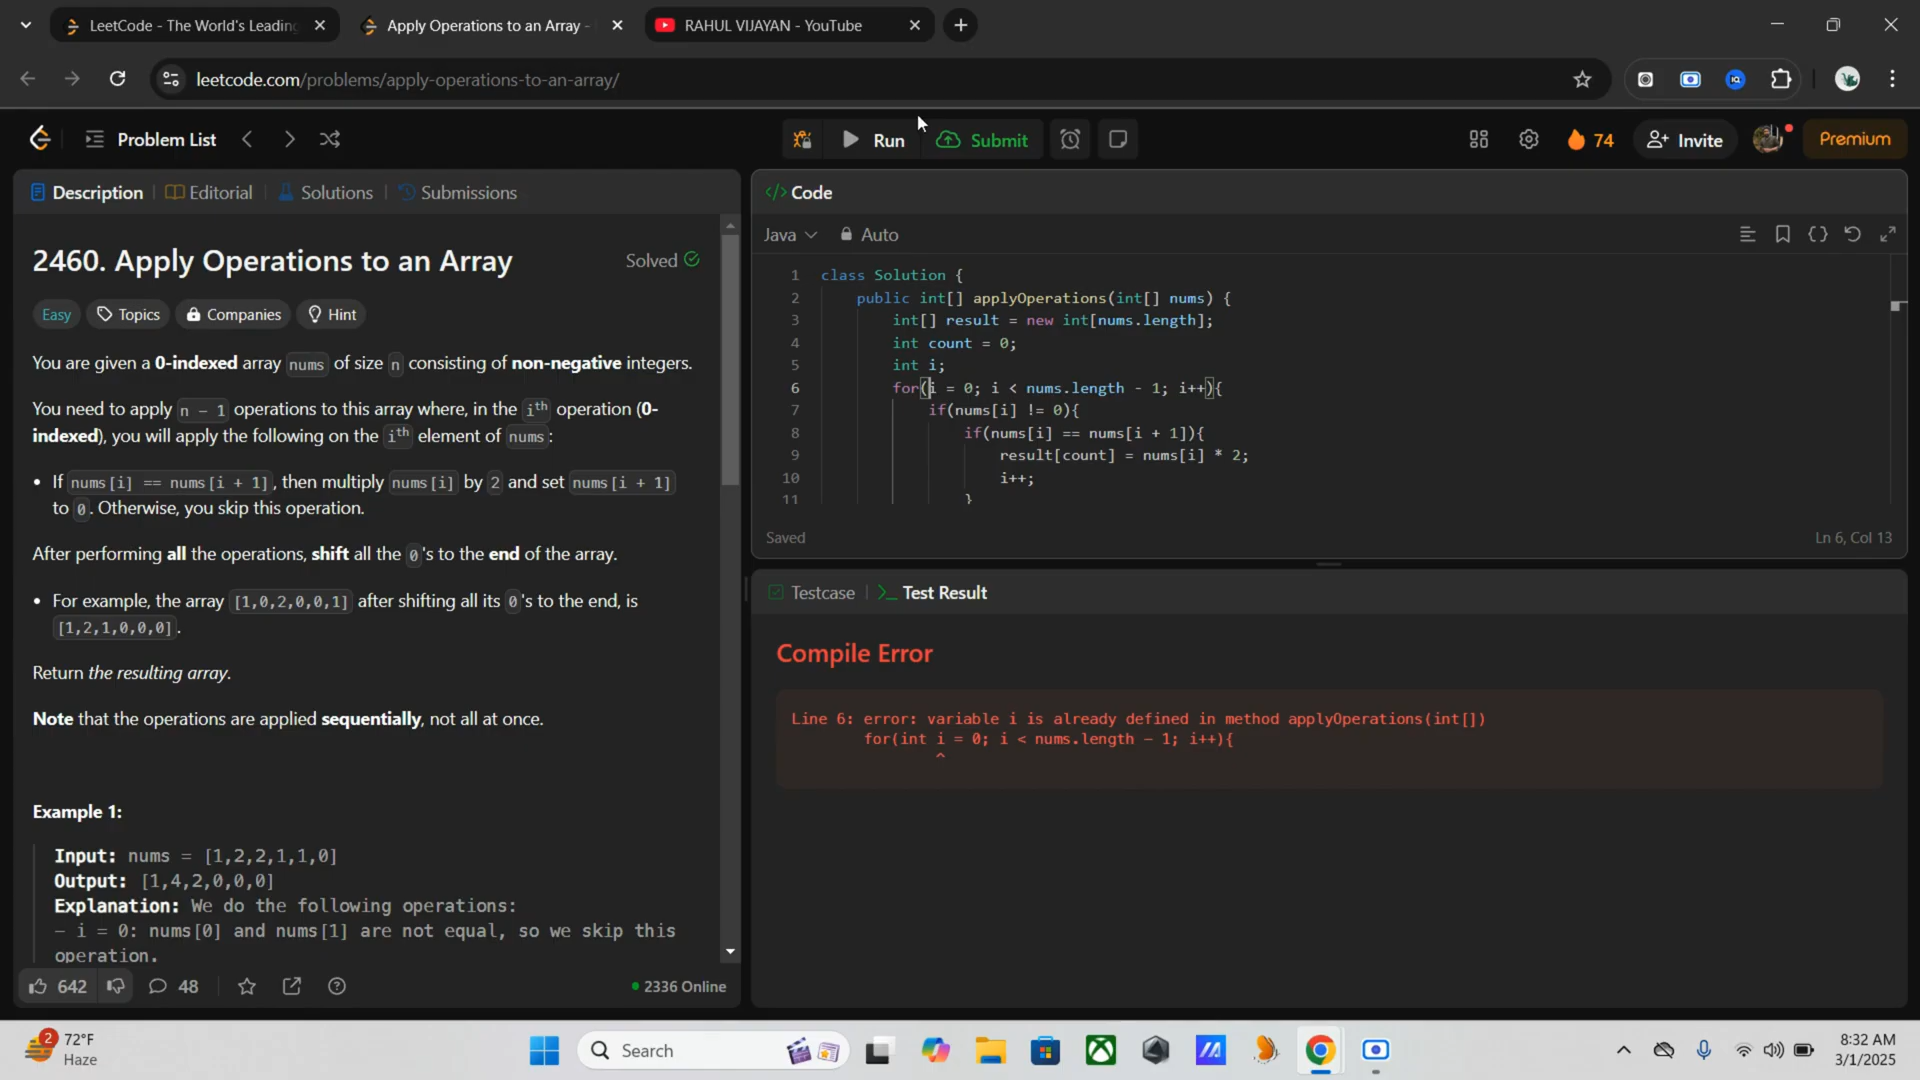 LeetCode - The World's Leading
Apply Operations to an Array -
RAHUL VIJAYAN - YouTube
leetcode.com/problems/apply-operations-to-an-array/
Problem List
Run
Submit
74
Invite
Premium
Description
Editorial
Solutions
Submissions
2460. Apply Operations to an Array
Solved
Easy
Topics
Companies
Hint
You are given a 0-indexed array nums of size n consisting of non-negative integers.
You need to apply n - 1 operations to this array where, in the ith operation (0-
indexed), you will apply the following on the ith element of nums:
• If nums[i] == nums[i + 1], then multiply nums[i] by 2 and set nums[i + 1]
to 0. Otherwise, you skip this operation.
After performing all the operations, shift all the 0's to the end of the array.
• For example, the array [1,0,2,0,0,1] after shifting all its 0's to the end, is
[1,2,1,0,0,0].
Return the resulting array.
Note that the operations are applied sequentially, not all at once.
Example 1:
Input: nums = [1,2,2,1,1,0]
Output: [1,4,2,0,0,0]
Explanation: We do the following operations:
- i = 0: nums[0] and nums[1] are not equal, so we skip this
operation.
642
48
2336 Online
Code
Java
Auto
1 class Solution {
2 public int[] applyOperations(int[] nums) {
3 int[] result = new int[nums.length];
4 int count = 0;
5 int i;
6 for(i = 0; i < nums.length - 1; i++){
7 if(nums[i] != 0){
8 if(nums[i] == nums[i + 1]){
9 result[count] = nums[i] * 2;
10 i++;
11 }
Saved
Ln 6, Col 13
Testcase
Test Result
Compile Error
Line 6: error: variable i is already defined in method applyOperations(int[])
for(int i = 0; i < nums.length - 1; i++){
^
2
72°F
Haze
Search
8:32 AM
3/1/2025